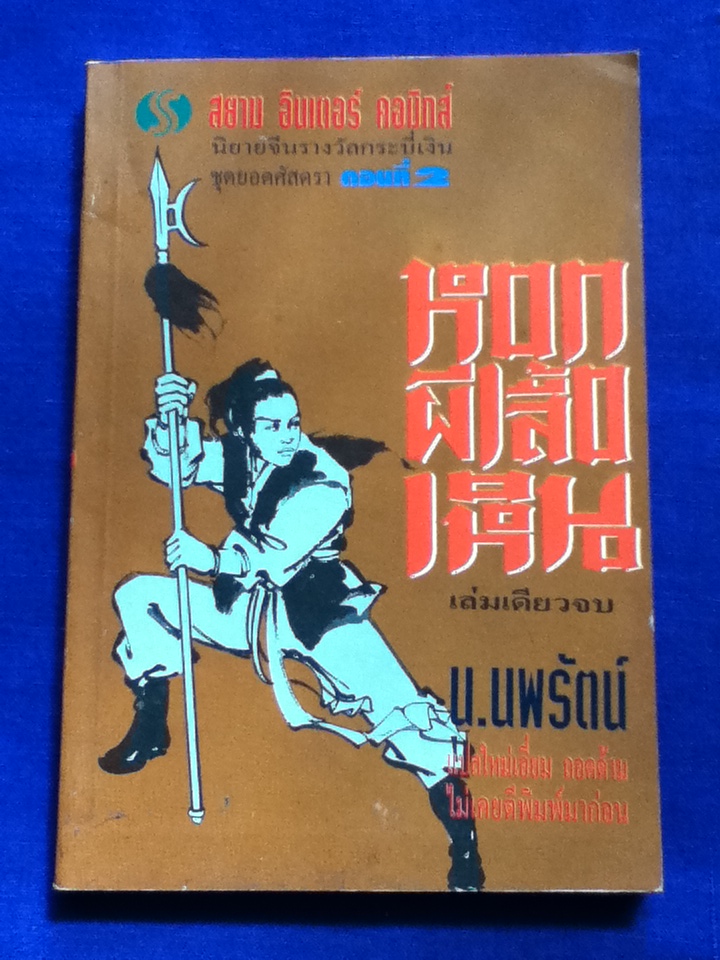 สยาม อินเตอร์ คอมิกส์
นิยายจีนรางวัลกระบี่เงิน
ชุดยอดศัสตรา ตอนที่ 2
หอก
ผีเสื้อ
เหิน
เล่มเดียวจบ
น.นพรัตน์
แปลใหม่เอี่ยม ถอดด้าม
ไม่เคยตีพิมพ์มาก่อน